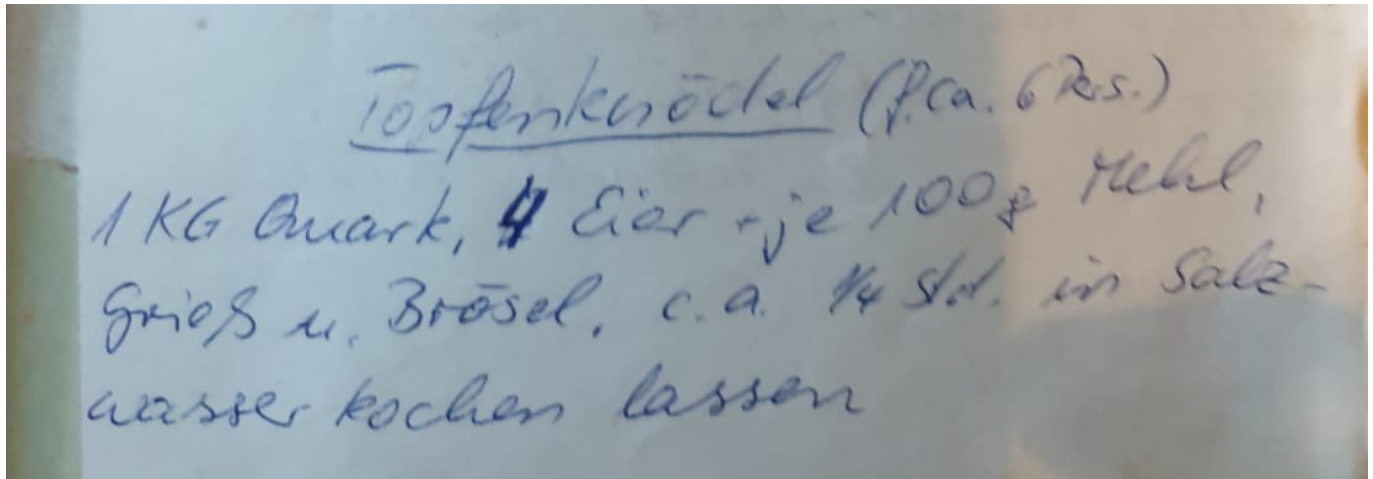 Topfenknödel (f. ca. 6 Pers.)
1 KG Quark, 4 Eier - je 100 g Mehl,
Grieß u. Brösel, c.a. 1/4 Std. in Salz-
wasser kochen lassen